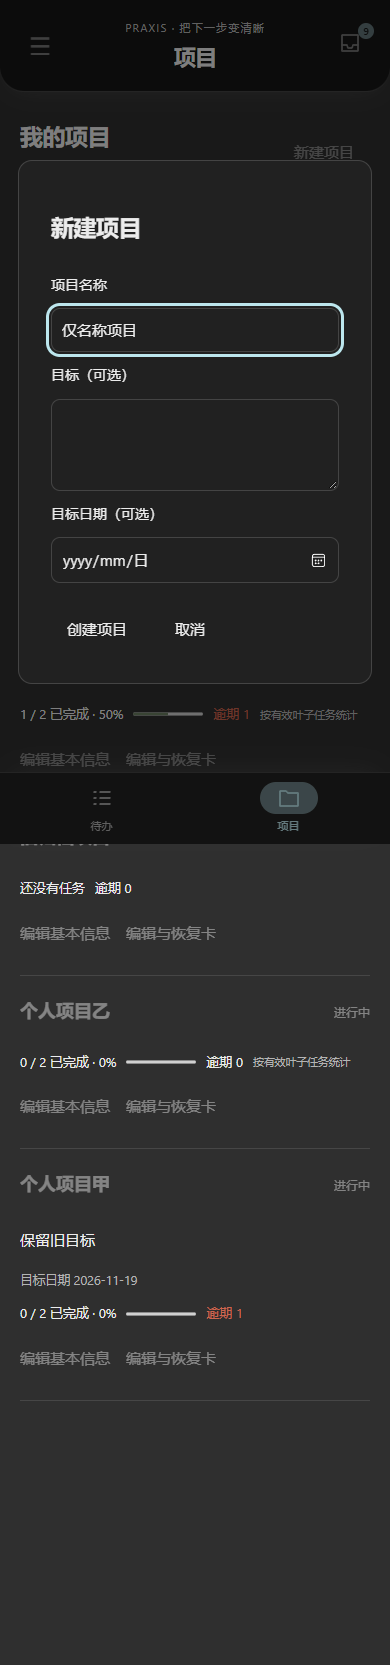 PRAXIS · 把下一步变清晰
9
项目
我的项目
新建项目
新建项目
项目名称
仅名称项目
目标（可选）
目标日期（可选）
yyyy/mm/日
创建项目
取消
1 / 2 已完成 · 50% 逾期 1 按有效叶子任务统计
编辑基本信息 编辑与恢复卡
待办
项目
还没有任务 逾期 0
编辑基本信息 编辑与恢复卡
个人项目乙 进行中
0 / 2 已完成 · 0% 逾期 0 按有效叶子任务统计
编辑基本信息 编辑与恢复卡
个人项目甲 进行中
保留旧目标
目标日期 2026-11-19
0 / 2 已完成 · 0% 逾期 1
编辑基本信息 编辑与恢复卡